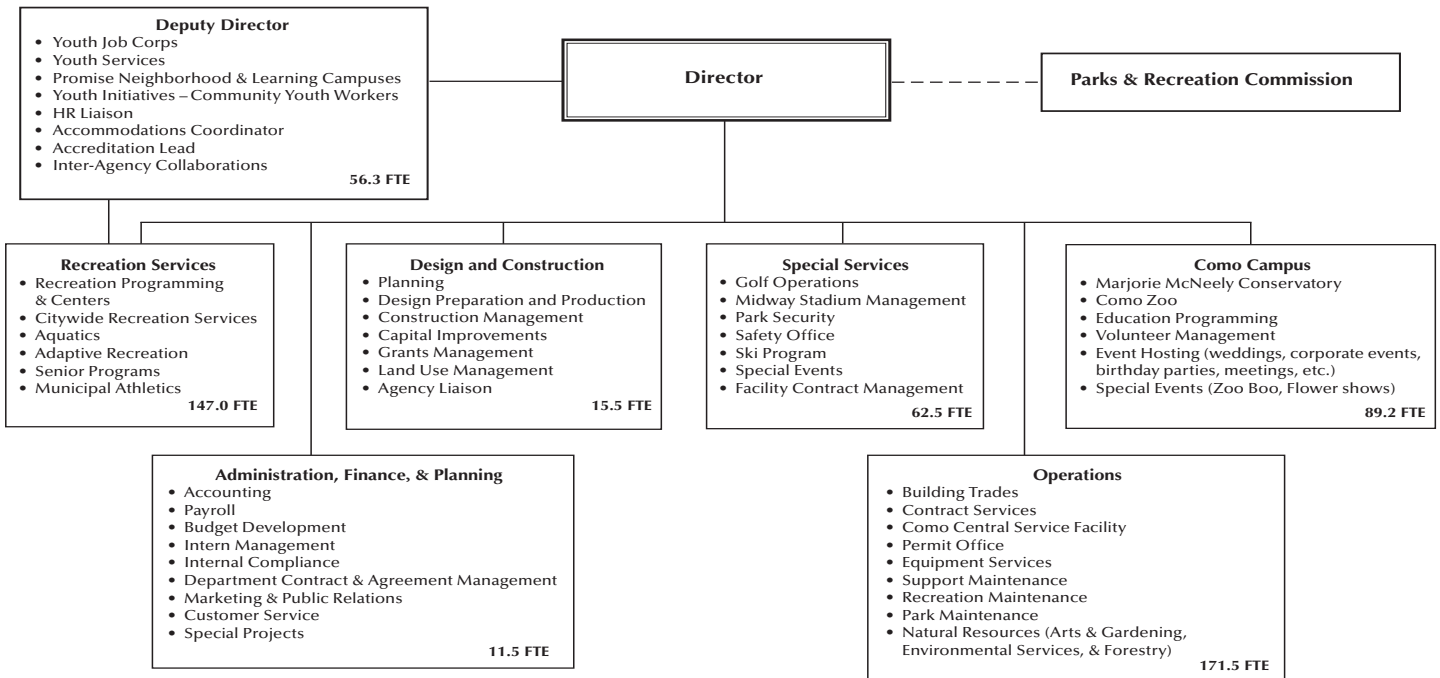 Deputy Director
• Youth Job Corps
• Youth Services
• Promise Neighborhood & Learning Campuses
• Youth Initiatives – Community Youth Workers
• HR Liaison
• Accommodations Coordinator
• Accreditation Lead
• Inter-Agency Collaborations
56.3 FTE
Director
Parks & Recreation Commission
Recreation Services
• Recreation Programming
& Centers
• Citywide Recreation Services
• Aquatics
• Adaptive Recreation
• Senior Programs
• Municipal Athletics
147.0 FTE
Design and Construction
• Planning
• Design Preparation and Production
• Construction Management
• Capital Improvements
• Grants Management
• Land Use Management
• Agency Liaison
15.5 FTE
Special Services
• Golf Operations
• Midway Stadium Management
• Park Security
• Safety Office
• Ski Program
• Special Events
• Facility Contract Management
62.5 FTE
Como Campus
• Marjorie McNeely Conservatory
• Como Zoo
• Education Programming
• Volunteer Management
• Event Hosting (weddings, corporate events,
birthday parties, meetings, etc.)
• Special Events (Zoo Boo, Flower shows)
89.2 FTE
Administration, Finance, & Planning
• Accounting
• Payroll
• Budget Development
• Intern Management
• Internal Compliance
• Department Contract & Agreement Management
• Marketing & Public Relations
• Customer Service
• Special Projects
11.5 FTE
Operations
• Building Trades
• Contract Services
• Como Central Service Facility
• Permit Office
• Equipment Services
• Support Maintenance
• Recreation Maintenance
• Park Maintenance
• Natural Resources (Arts & Gardening,
Environmental Services, & Forestry)
171.5 FTE